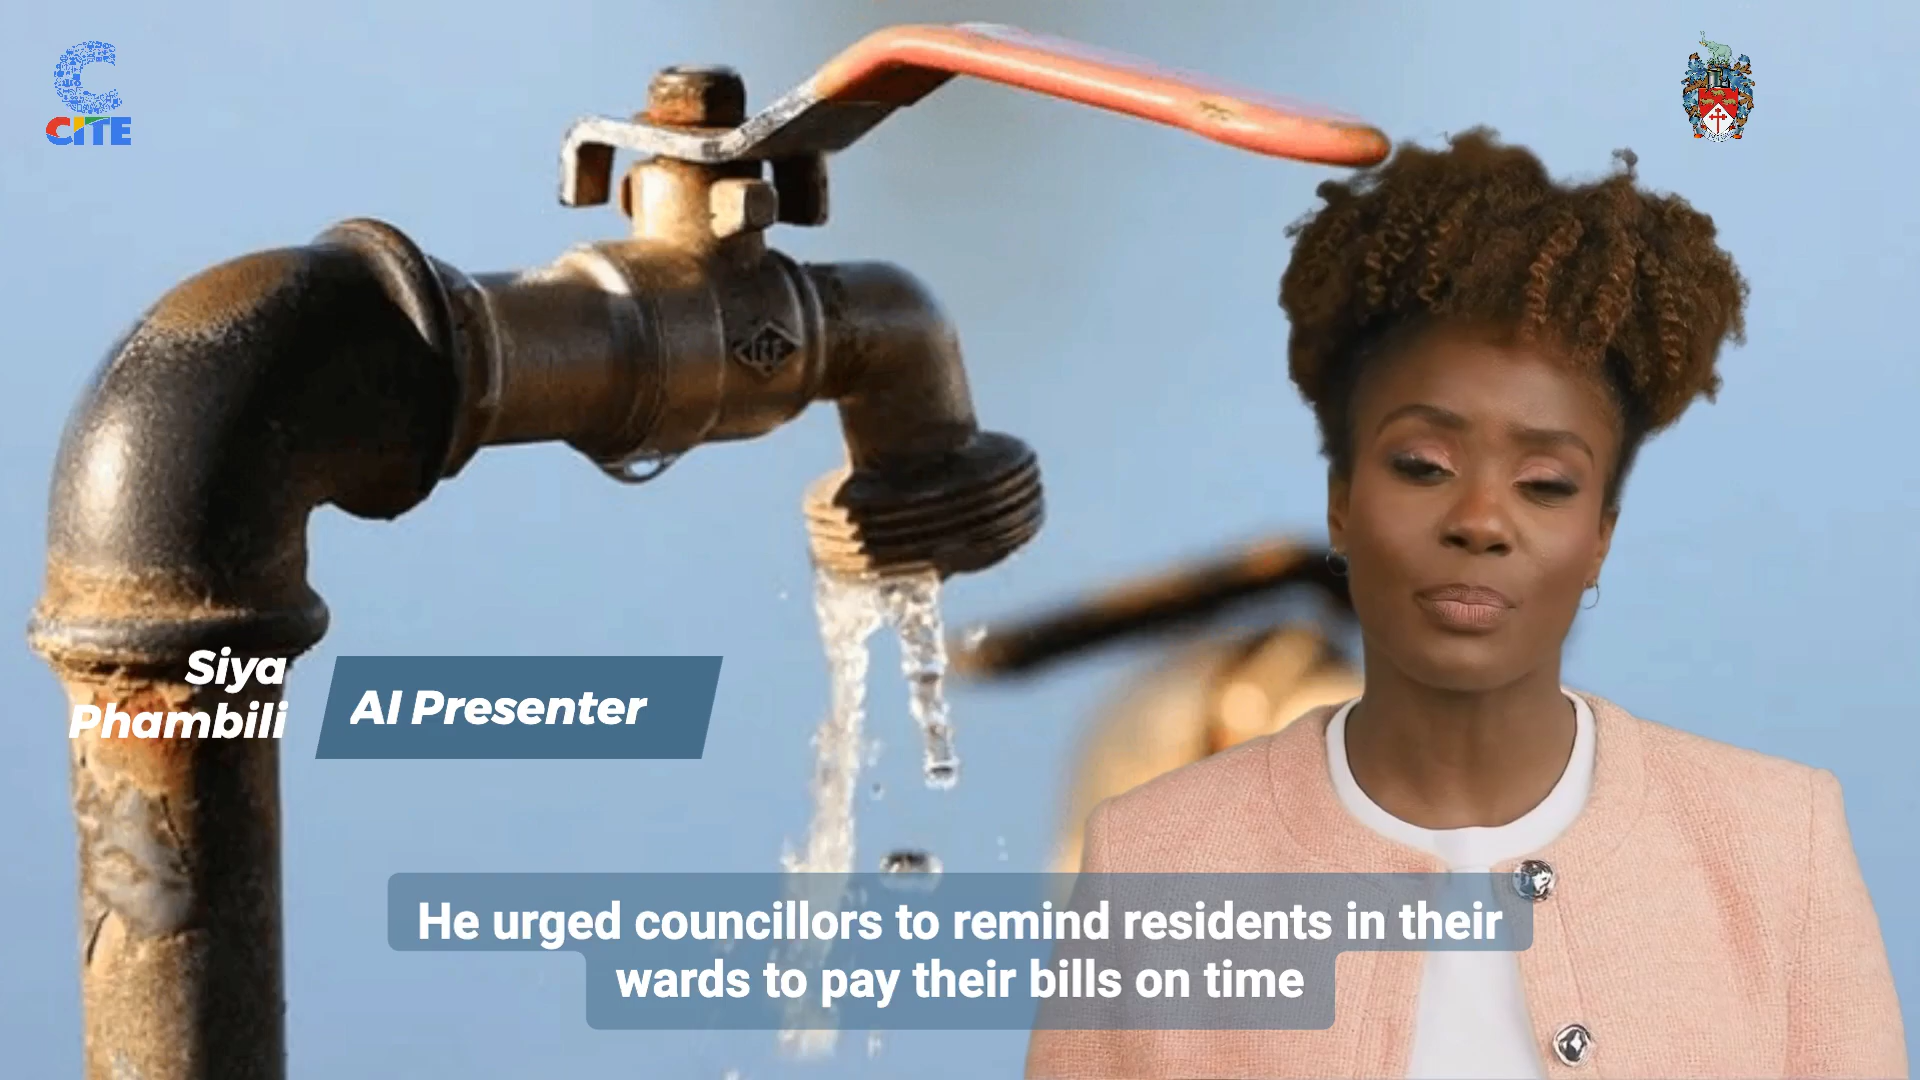 CITE
Siya
Phambili
AI Presenter
He urged councillors to remind residents in their
wards to pay their bills on time